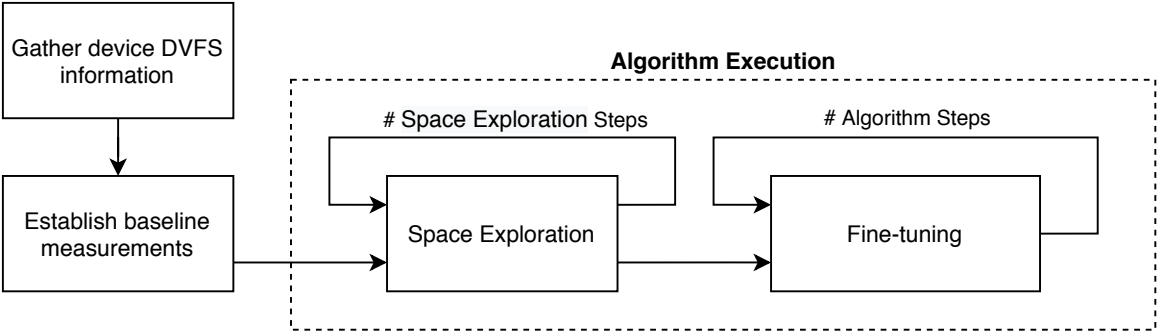 Gather device DVFS
information
Algorithm Execution
# Space Exploration Steps
# Algorithm Steps
Establish baseline
measurements
Space Exploration
Fine-tuning